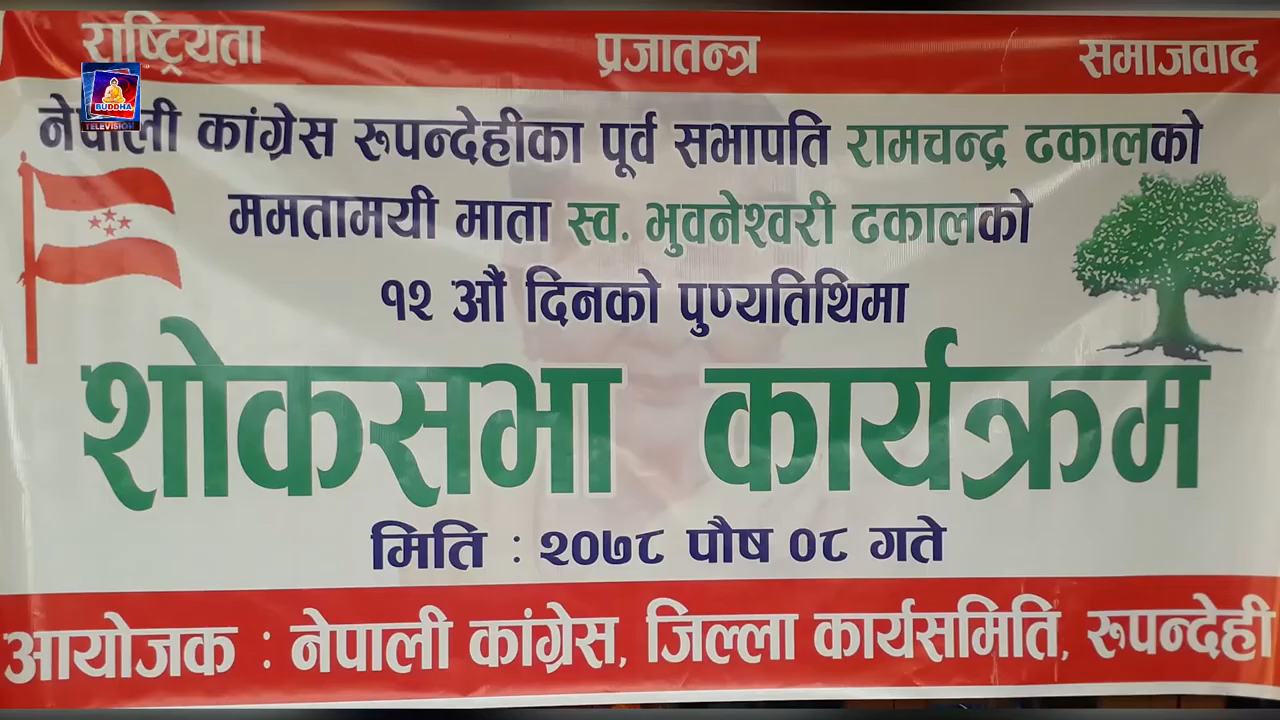 राष्ट्रियता प्रजातन्त्र समाजवाद
BUDDHA
TELEVISION
नेपाली कांग्रेस रुपन्देहीका पूर्व सभापति रामचन्द्र ढकालको
ममतामयी माता स्व. भुवनेश्वरी ढकालको
१२ औं दिनको पुण्यतिथिमा
शोकसभा कार्यक्रम
मिति : २०७८ पौष ०८ गते
आयोजक : नेपाली कांग्रेस, जिल्ला कार्यसमिति, रुपन्देही